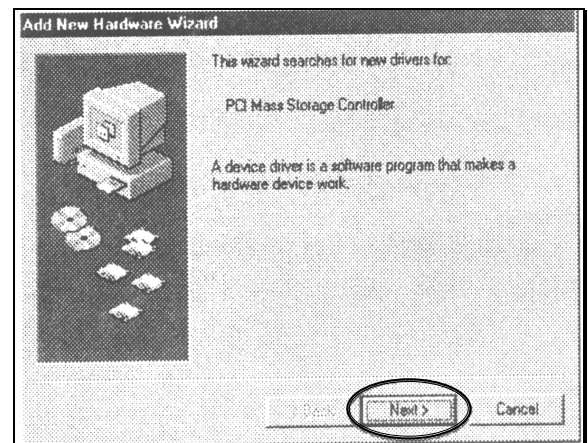 Add New Hardware Wizard
This wizard searches for new drivers for:
PCI Mass Storage Controller
A device driver is a software program that makes a
hardware device work.
< Back
Next >
Cancel